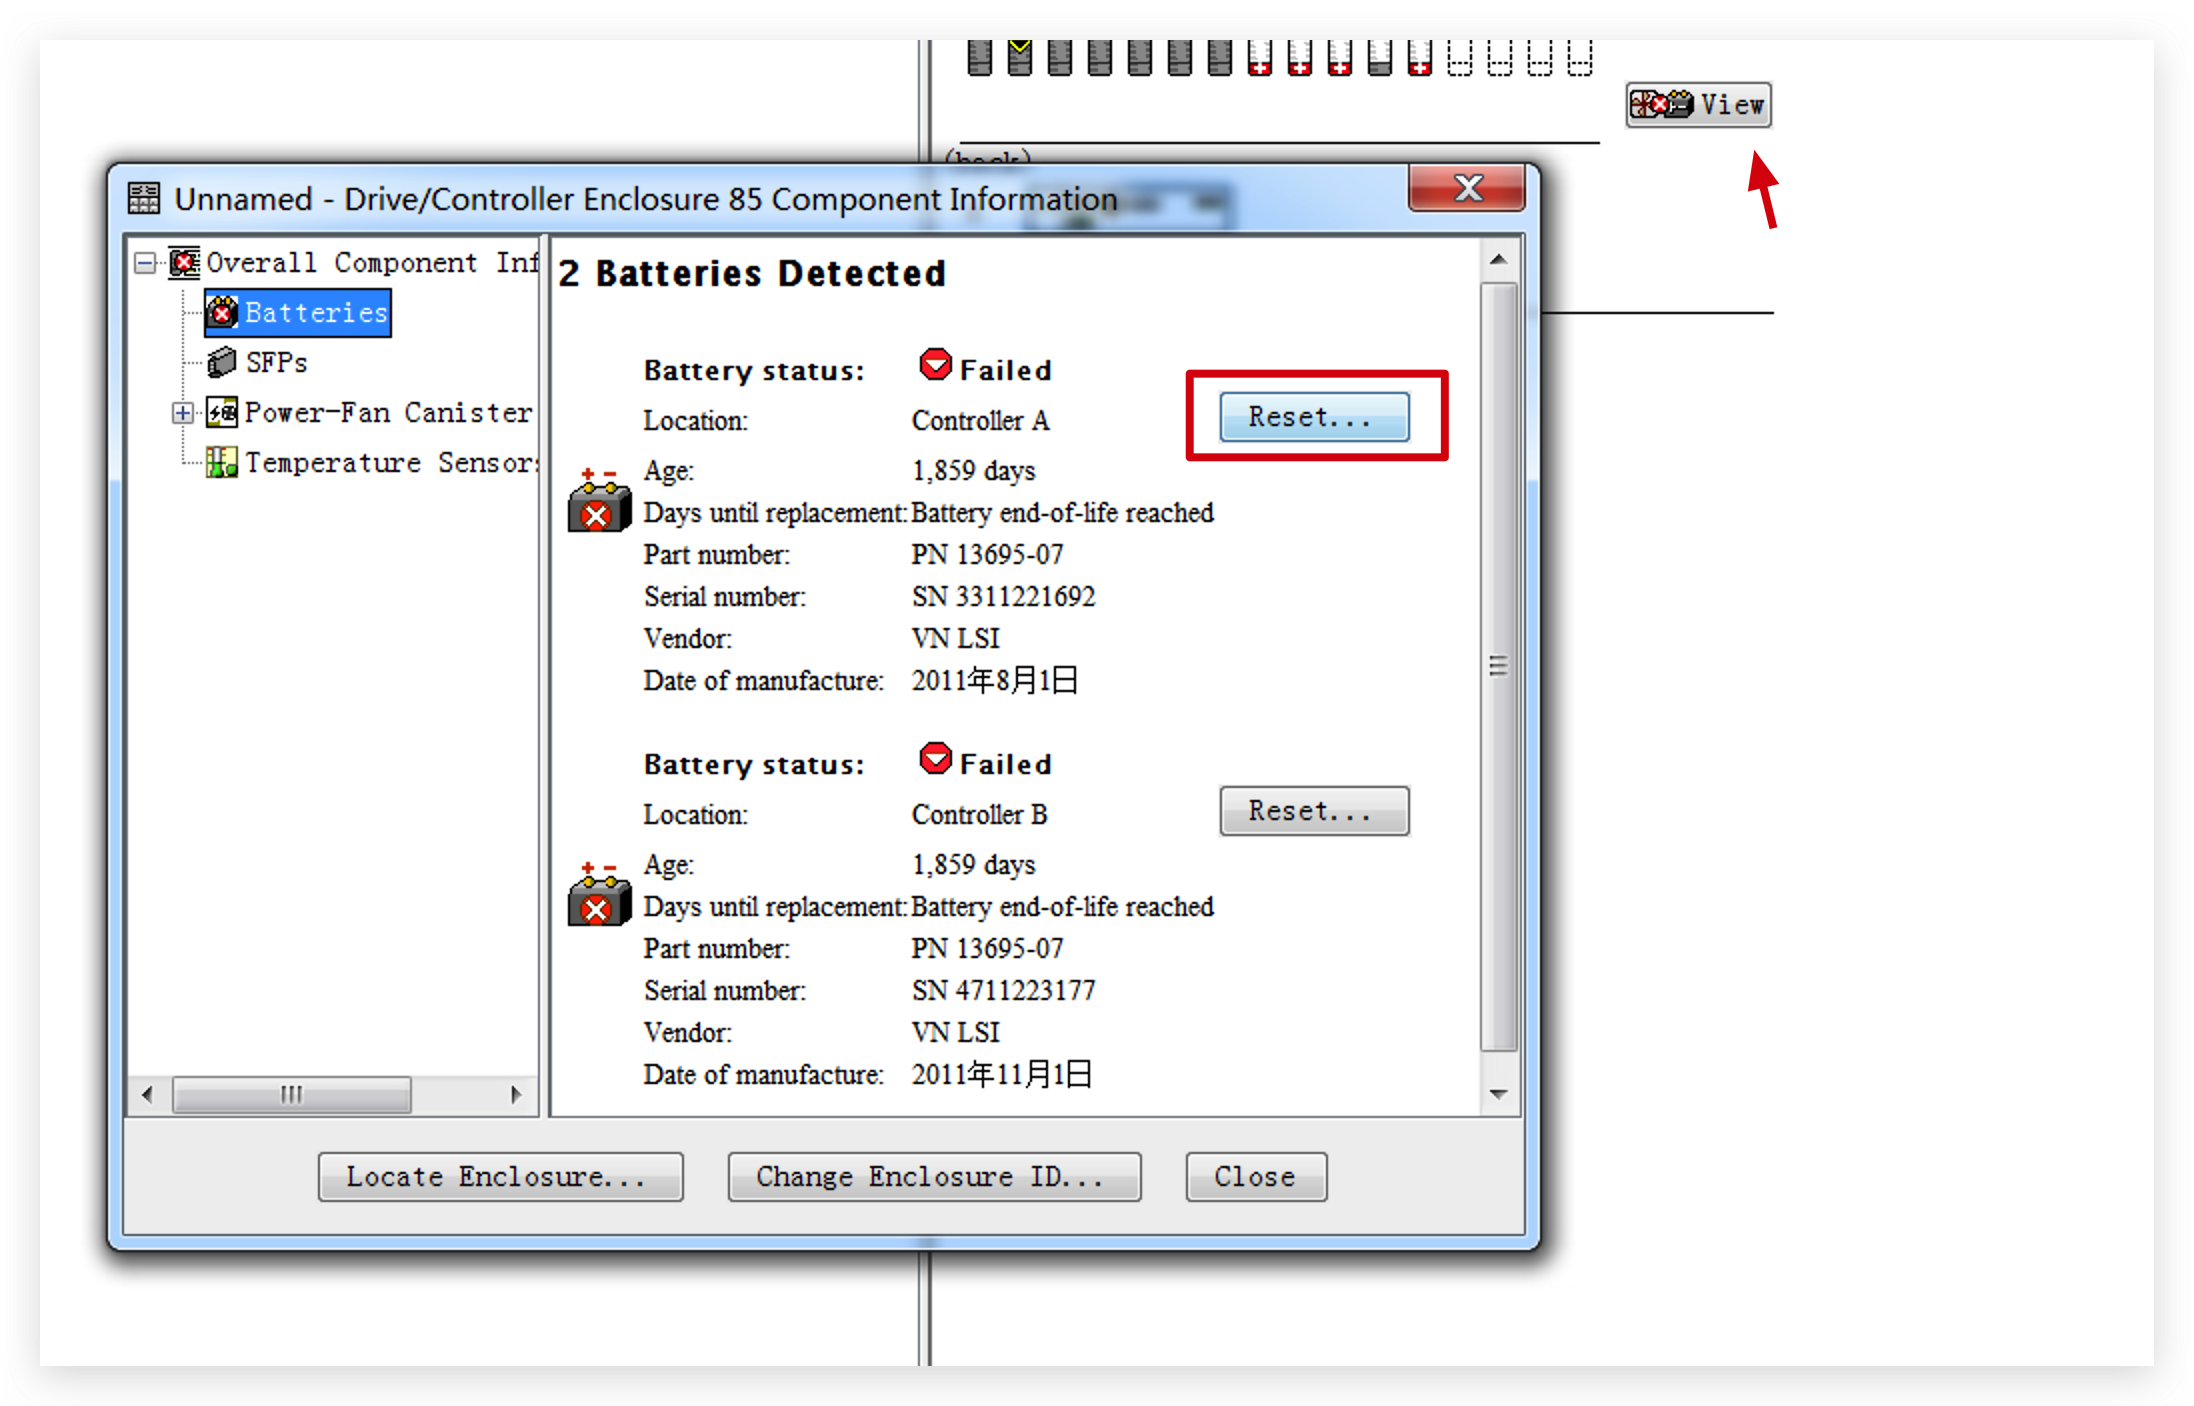 View
(back)
Unnamed - Drive/Controller Enclosure 85 Component Information
X
Overall Component Inf
Batteries
SFPs
Power-Fan Canister
Temperature Sensor
2 Batteries Detected
Battery status: Failed
Location: Controller A
Reset...
Age: 1,859 days
Days until replacement: Battery end-of-life reached
Part number: PN 13695-07
Serial number: SN 3311221692
Vendor: VN LSI
Date of manufacture: 2011年8月1日
Battery status: Failed
Location: Controller B
Reset...
Age: 1,859 days
Days until replacement: Battery end-of-life reached
Part number: PN 13695-07
Serial number: SN 4711223177
Vendor: VN LSI
Date of manufacture: 2011年11月1日
Locate Enclosure...
Change Enclosure ID...
Close